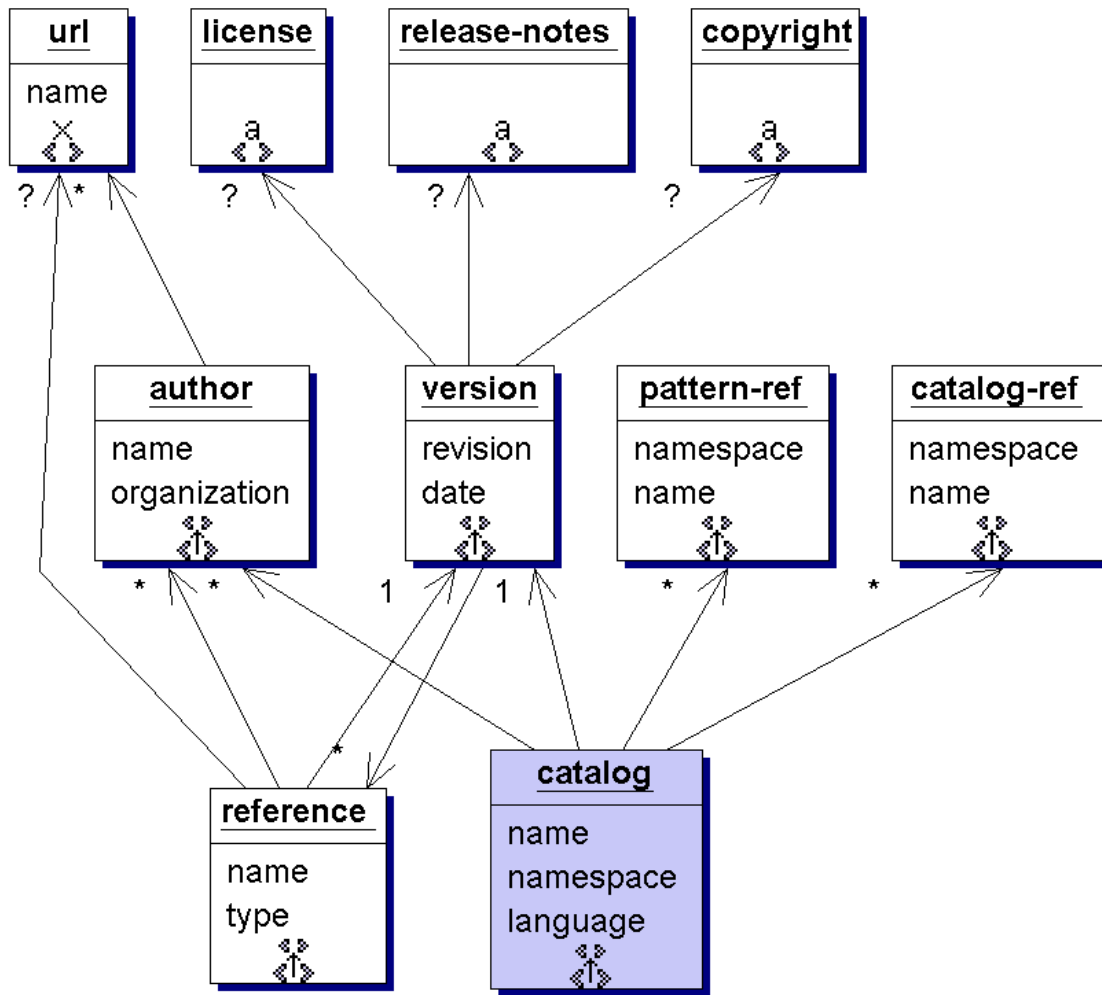 url
name
x
license
a
release-notes
a
copyright
a
? *
?
?
?
author
name
organization
version
revision
date
pattern-ref
namespace
name
catalog-ref
namespace
name
* *
1
1
*
*
*
reference
name
type
catalog
name
namespace
language